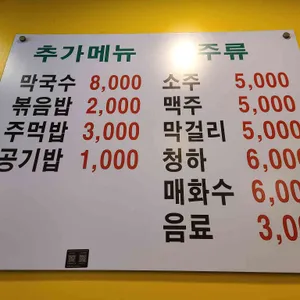 추가메뉴
막국수 8,000
볶음밥 2,000
주먹밥 3,000
공기밥 1,000
주류
소주 5,000
맥주 5,000
막걸리 5,000
청하 6,000
매화수 6,00
음료 3,0